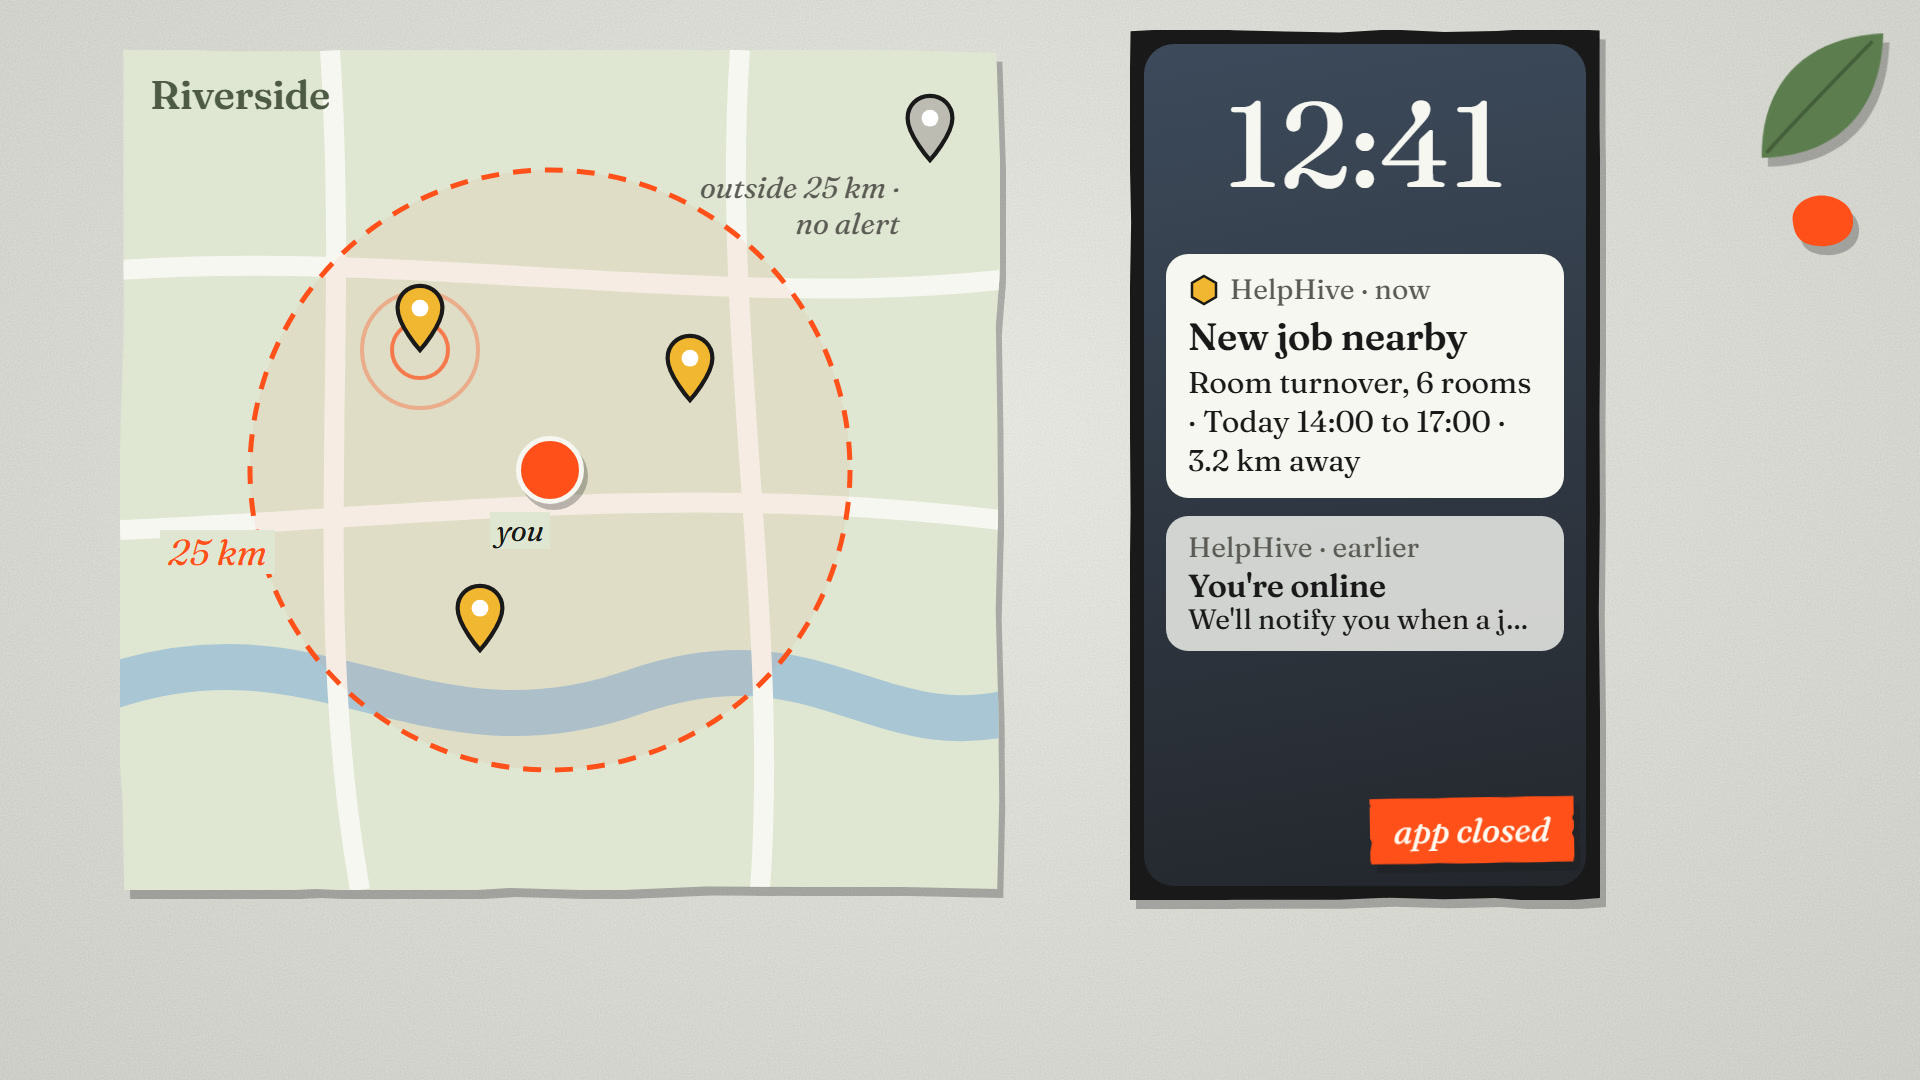 Riverside
outside 25 km ·
no alert
you
25 km
12:41
HelpHive · now
New job nearby
Room turnover, 6 rooms
· Today 14:00 to 17:00 ·
3.2 km away
HelpHive · earlier
You're online
We'll notify you when a j...
app closed